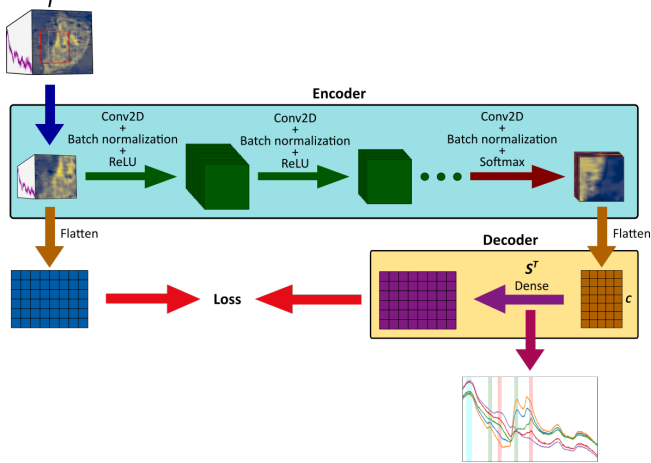 Encoder
Conv2D
+
Batch normalization
+
ReLU
Conv2D
+
Batch normalization
+
ReLU
Conv2D
+
Batch normalization
+
Softmax
Flatten
Flatten
Decoder
S^T
Dense
C
Loss